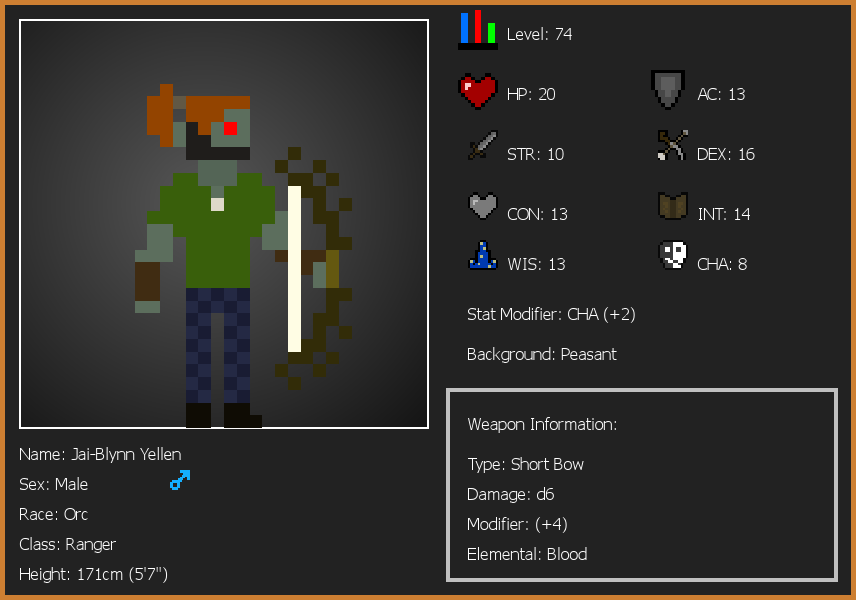 Level: 74
HP: 20
AC: 13
STR: 10
DEX: 16
CON: 13
INT: 14
WIS: 13
CHA: 8
Stat Modifier: CHA (+2)
Background: Peasant
Weapon Information:
Type: Short Bow
Damage: d6
Modifier: (+4)
Elemental: Blood
Name: Jai-Blynn Yellen
Sex: Male
Race: Orc
Class: Ranger
Height: 171cm (5'7")